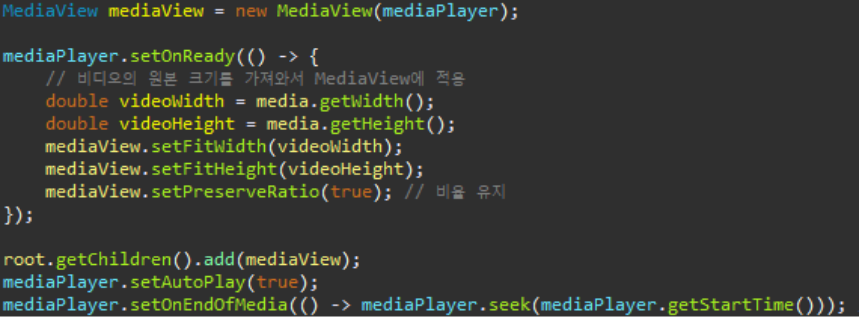 MediaView mediaView = new MediaView(mediaPlayer);
mediaPlayer.setOnReady(() -> {
// 비디오의 원본 크기를 가져와서 MediaView에 적용
double videoWidth = media.getWidth();
double videoHeight = media.getHeight();
mediaView.setFitWidth(videoWidth);
mediaView.setFitHeight(videoHeight);
mediaView.setPreserveRatio(true); // 비율 유지
});
root.getChildren().add(mediaView);
mediaPlayer.setAutoPlay(true);
mediaPlayer.setOnEndOfMedia(() -> mediaPlayer.seek(mediaPlayer.getStartTime()));